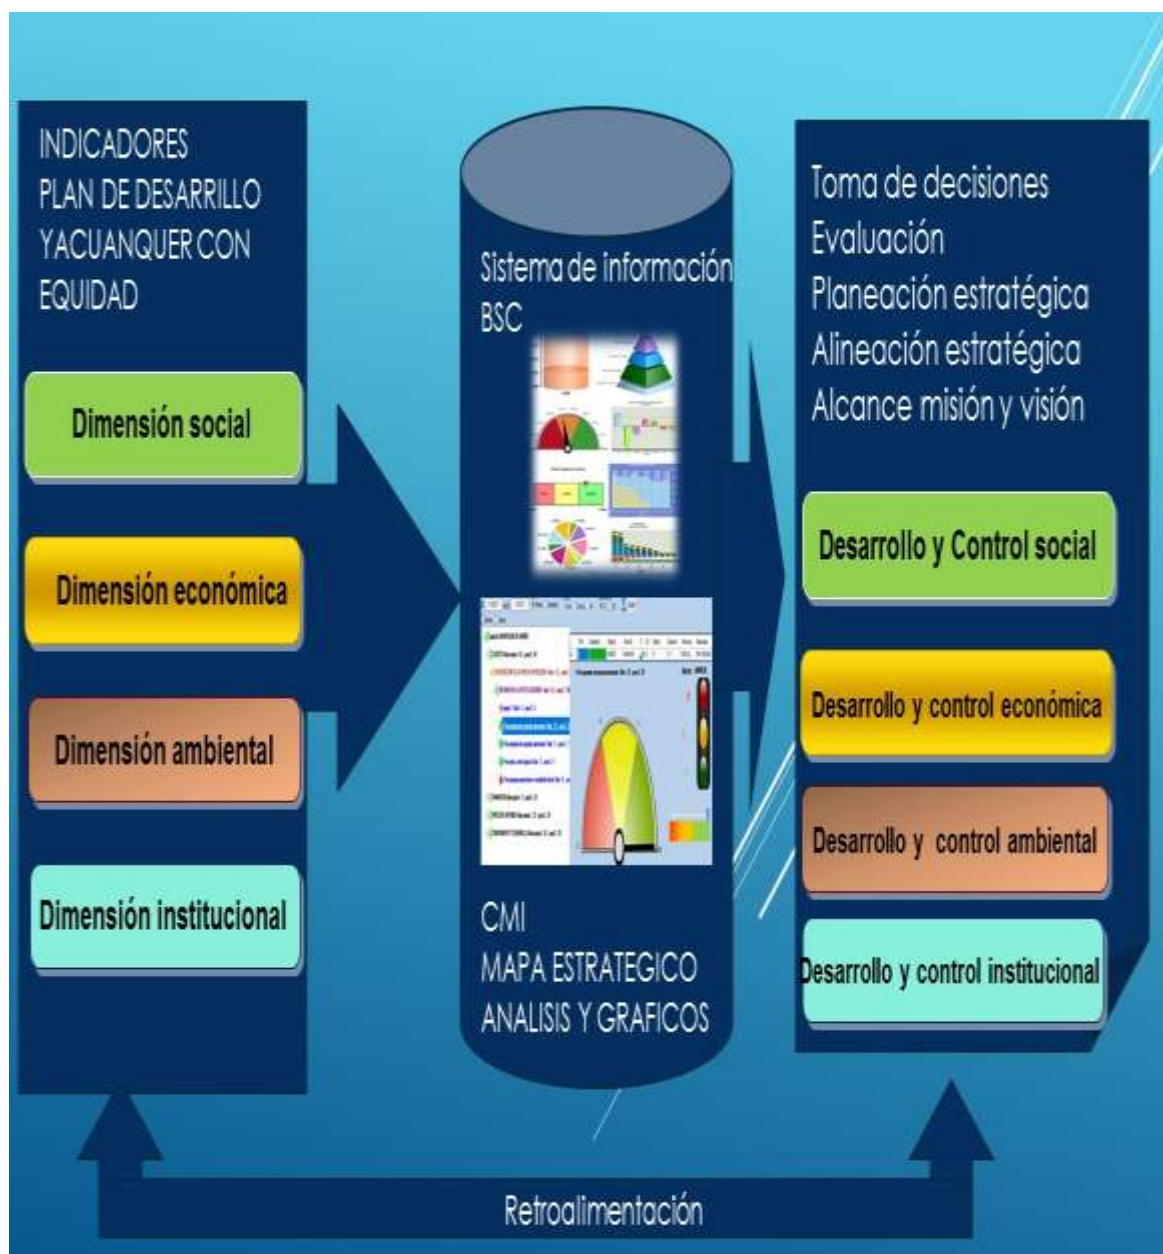 INDICADORES
PLAN DE DESARRILLO
YACUANQUER CON
EQUIDAD
Dimensión social
Dimensión económica
Dimensión ambiental
Dimensión institucional
Sistema de información
BSC
CMI
MAPA ESTRATEGICO
ANALISIS Y GRAFICOS
Toma de decisiones
Evaluación
Planeación estratégica
Alineación estratégica
Alcance misión y visión
Desarrollo y Control social
Desarrollo y control económica
Desarrollo y control ambiental
Desarrollo y control institucional
Retroalimentación